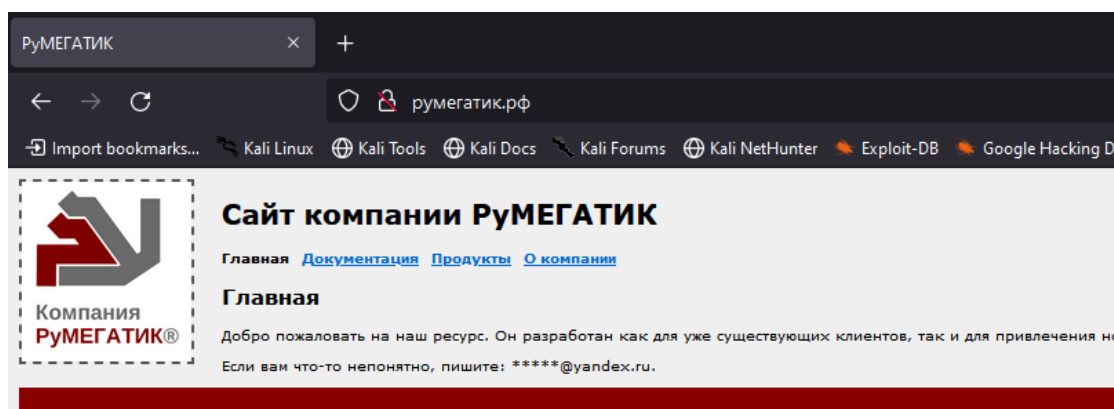 РуМЕГАТИК
румегатик.рф
Import bookmarks... Kali Linux Kali Tools Kali Docs Kali Forums Kali NetHunter Exploit-DB Google Hacking D
Сайт компании РуМЕГАТИК
Главная Документация Продукты О компании
Главная
Компания
РуМЕГАТИК®
Добро пожаловать на наш ресурс. Он разработан как для уже существующих клиентов, так и для привлечения но
Если вам что-то непонятно, пишите: *****@yandex.ru.